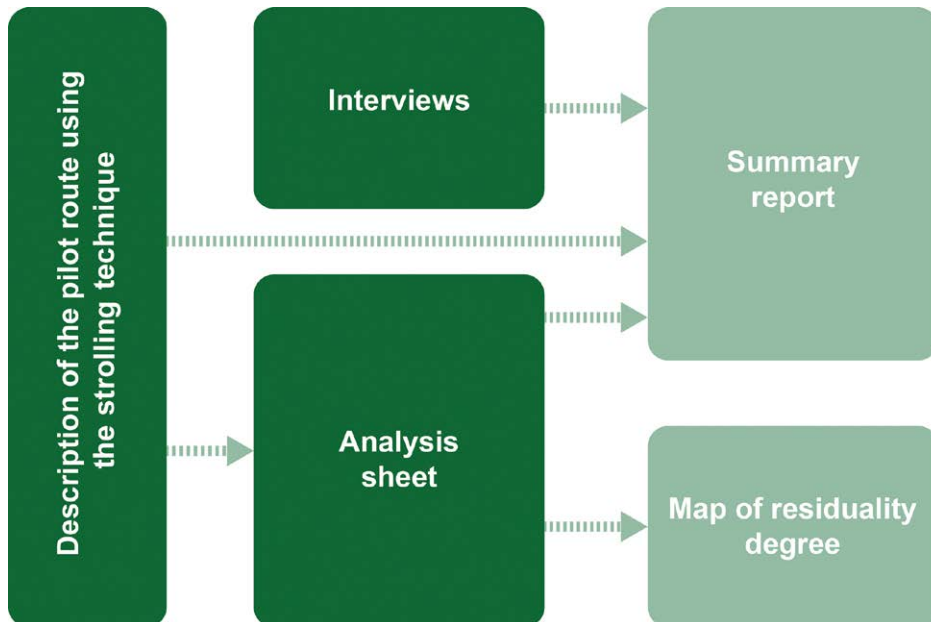 Description of the pilot route using
the strolling technique
Interviews
Analysis
sheet
Summary
report
Map of residuality
degree